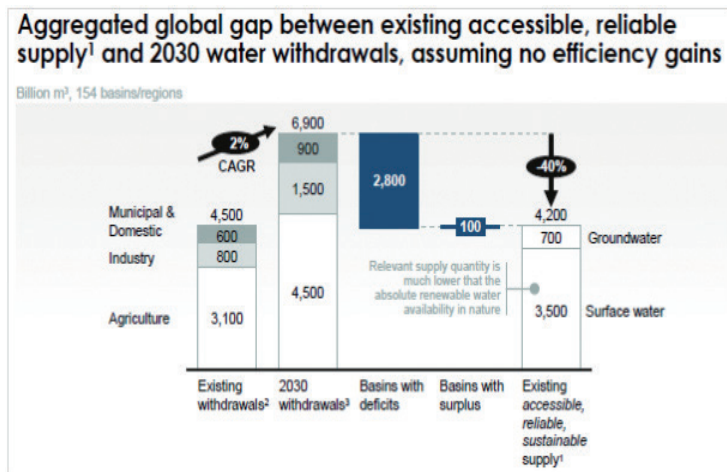 Aggregated global gap between existing accessible, reliable
supply¹ and 2030 water withdrawals, assuming no efficiency gains
Billion m³, 154 basins/regions
2%
CAGR
6,900
900
1,500
4,500
2,800
100
-40%
4,200
700
Groundwater
3,500
Surface water
Municipal &
Domestic
Industry
Agriculture
4,500
600
800
3,100
Relevant supply quantity is
much lower that the
absolute renewable water
availability in nature
Existing
withdrawals²
2030
withdrawals³
Basins with
deficits
Basins with
surplus
Existing
accessible,
reliable,
sustainable
supply¹